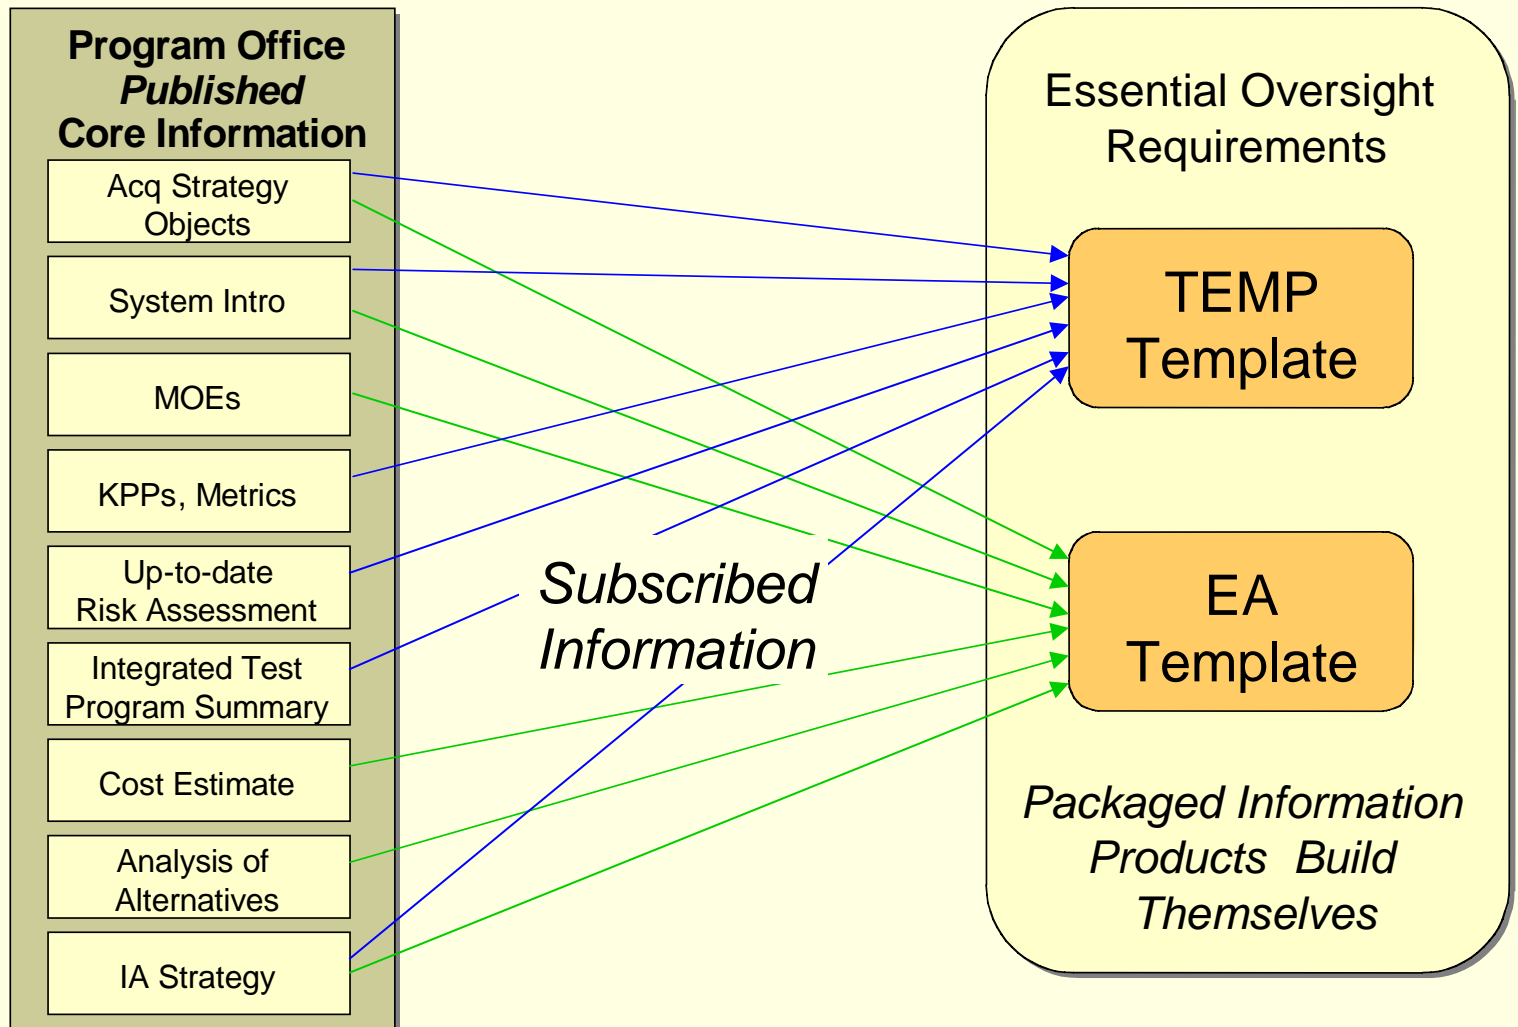 Program Office
Published
Core Information
Acq Strategy
Objects
System Intro
MOEs
KPPs, Metrics
Up-to-date
Risk Assessment
Integrated Test
Program Summary
Cost Estimate
Analysis of
Alternatives
IA Strategy
Subscribed
Information
Essential Oversight
Requirements
TEMP
Template
EA
Template
Packaged Information
Products Build
Themselves